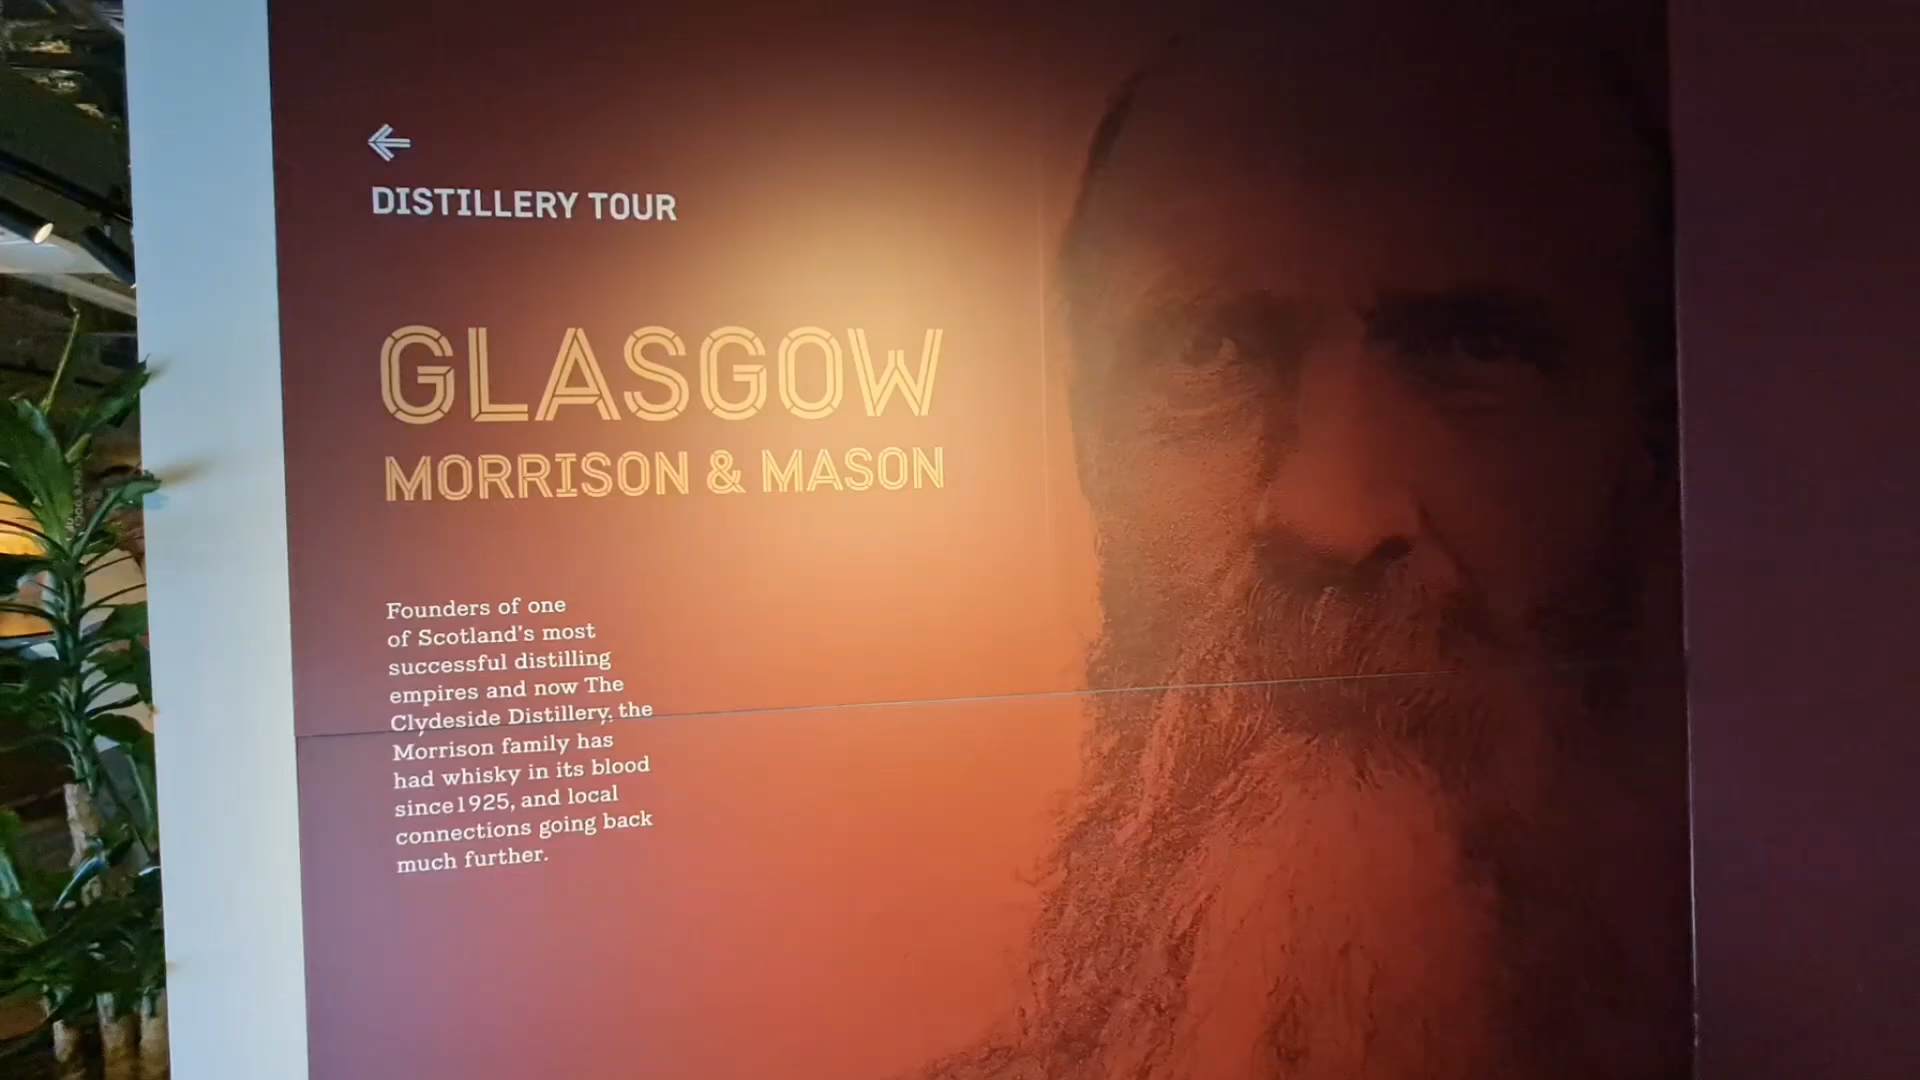 DISTILLERY TOUR
GLASGOW
MORRISON & MASON
Founders of one
of Scotland's most
successful distilling
empires and now The
Clydeside Distillery, the
Morrison family has
had whisky in its blood
since1925, and local
connections going back
much further.